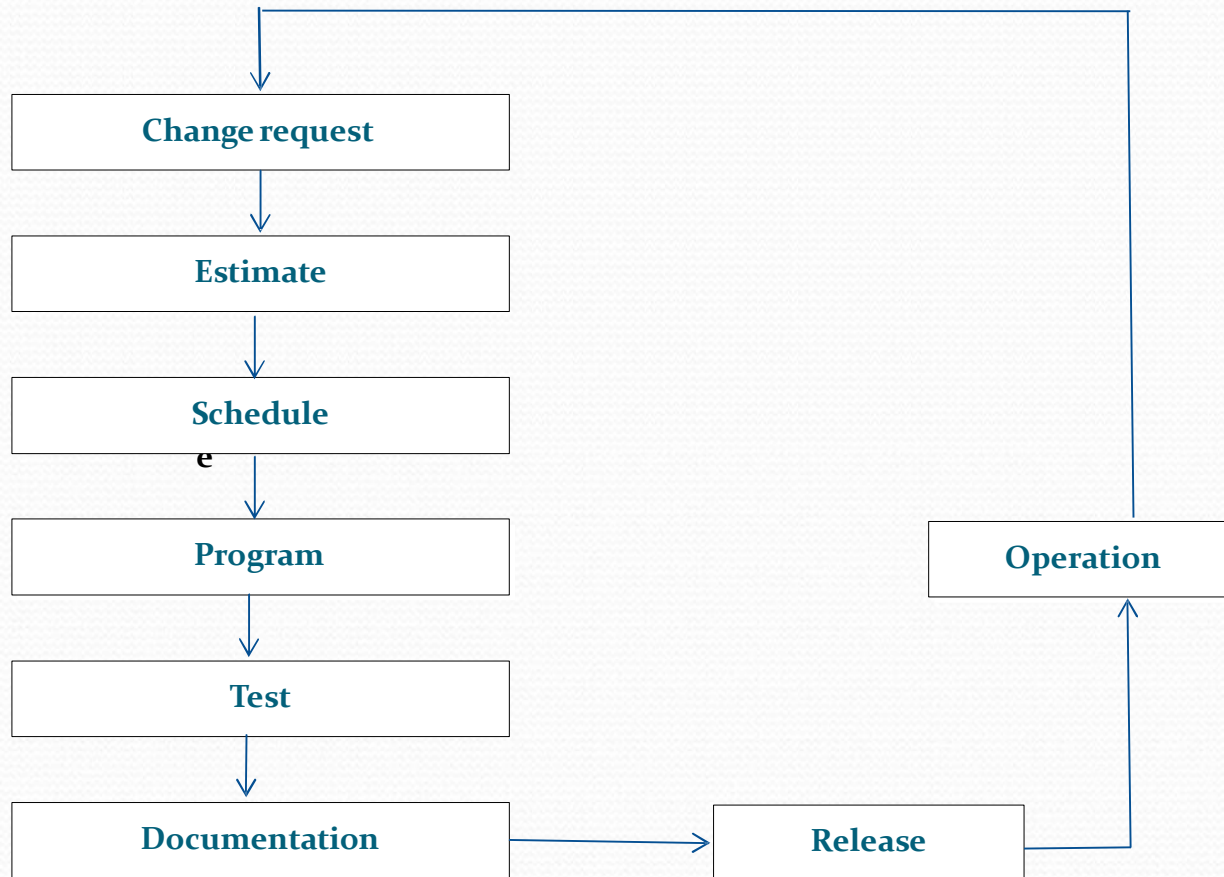 Change request
Estimate
Schedule
e
Program
Operation
Test
Documentation
Release